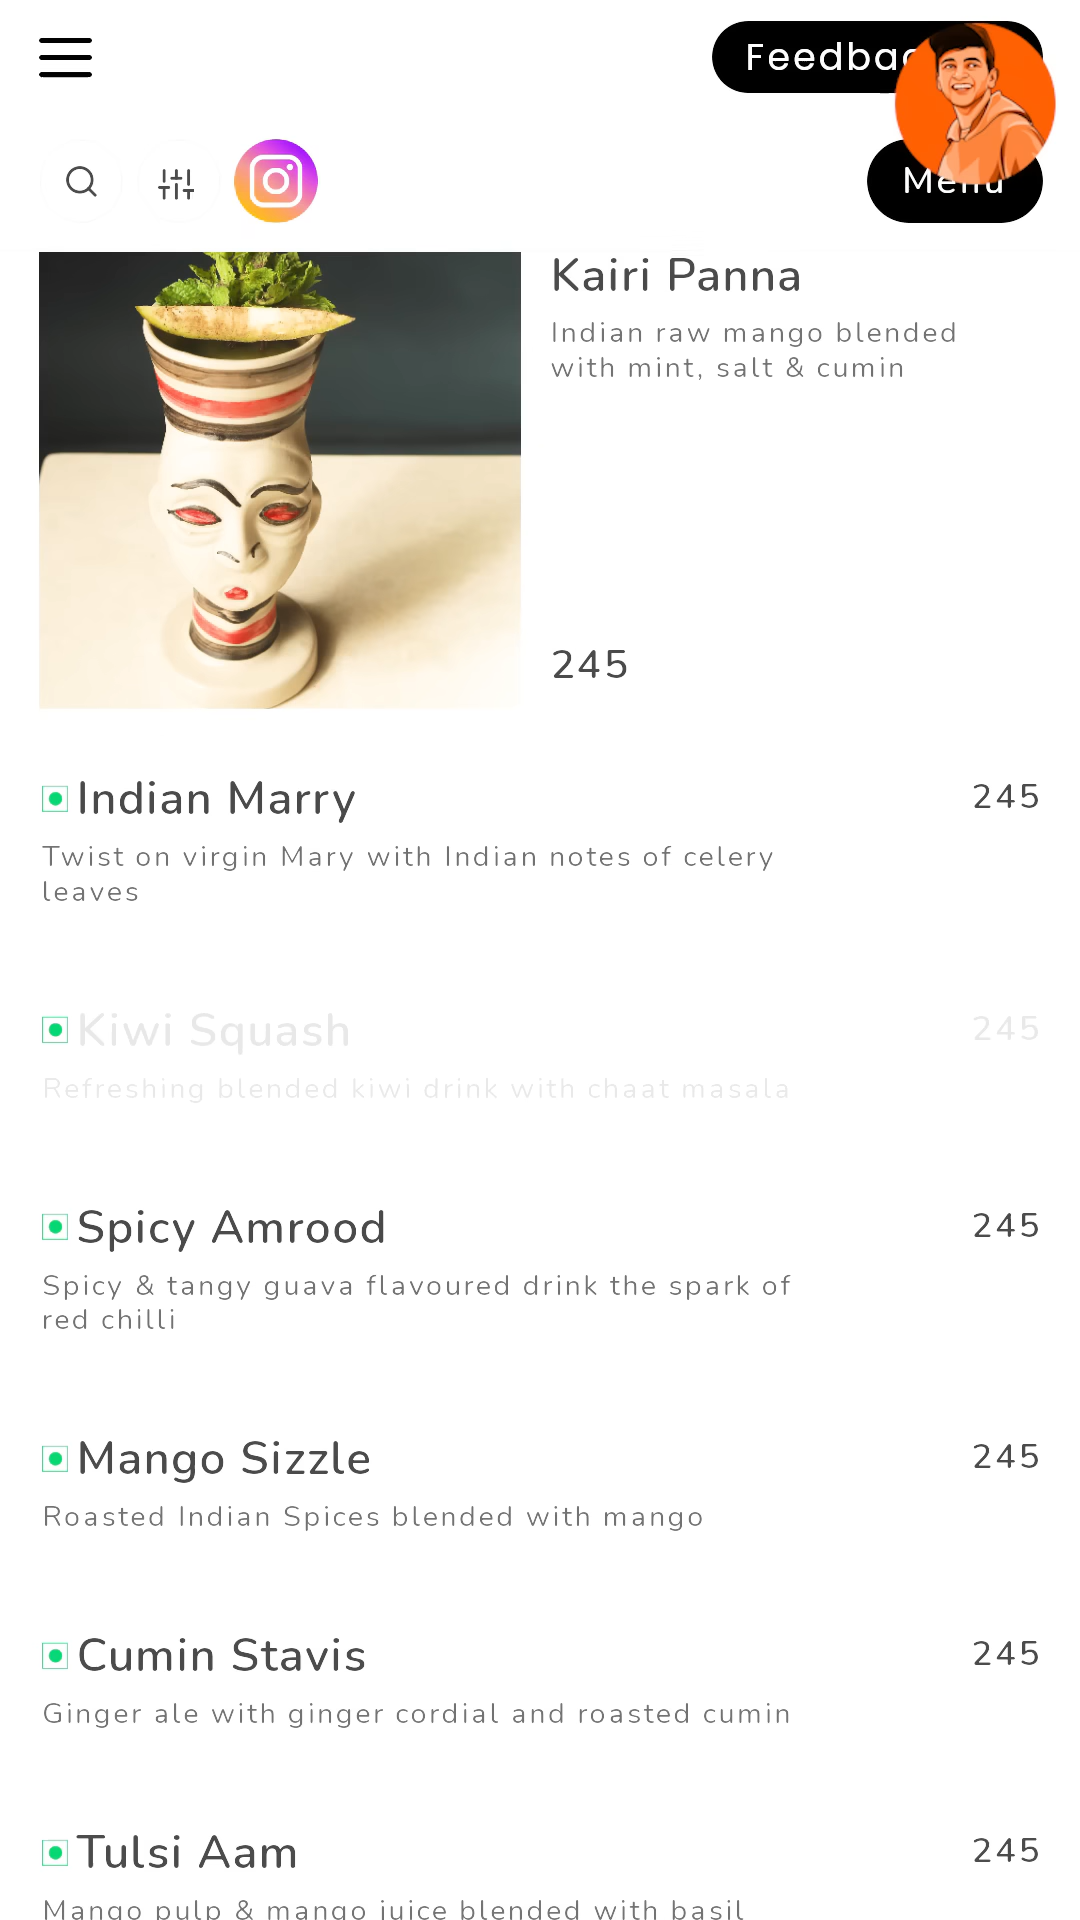 Feedba
Menu
Kairi Panna
Indian raw mango blended
with mint, salt & cumin
245
Indian Marry
245
Twist on virgin Mary with Indian notes of celery
leaves
Kiwi Squash
245
Refreshing blended kiwi drink with chaat masala
Spicy Amrood
245
Spicy & tangy guava flavoured drink the spark of
red chilli
Mango Sizzle
245
Roasted Indian Spices blended with mango
Cumin Stavis
245
Ginger ale with ginger cordial and roasted cumin
Tulsi Aam
245
Mango pulp & mango juice blended with basil